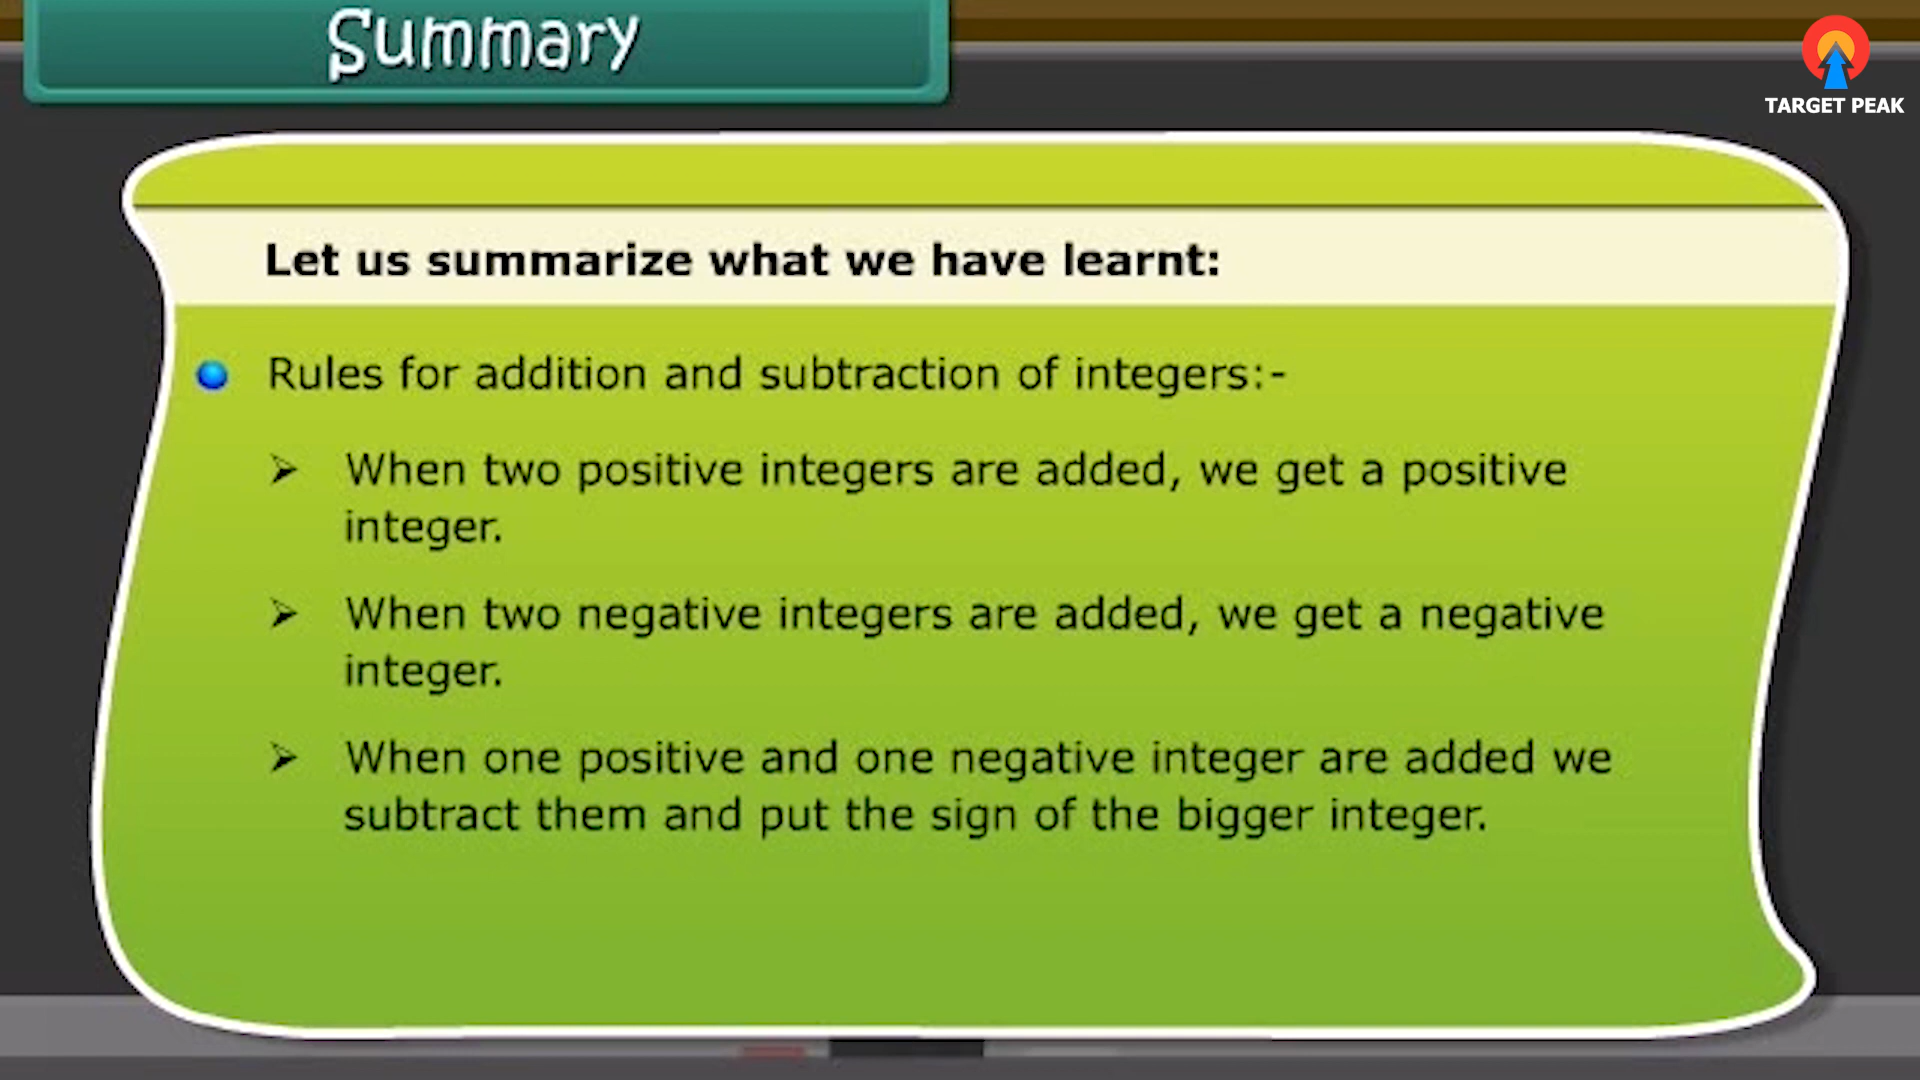 Summary
TARGET PEAK
Let us summarize what we have learnt:
Rules for addition and subtraction of integers:-
When two positive integers are added, we get a positive
integer.
When two negative integers are added, we get a negative
integer.
When one positive and one negative integer are added we
subtract them and put the sign of the bigger integer.